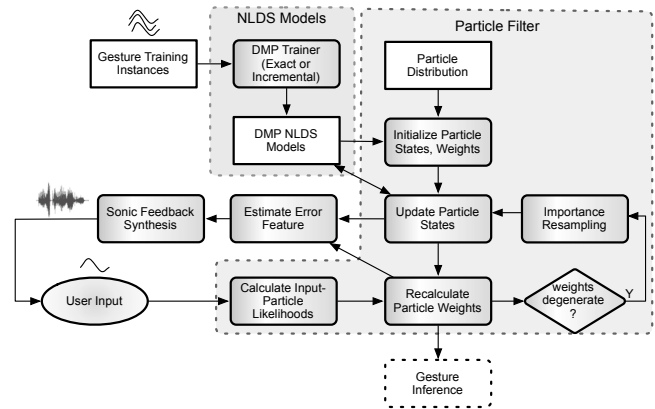 NLDS Models
Particle Filter
Gesture Training
Instances
DMP Trainer
(Exact or
Incremental)
Particle
Distribution
DMP NLDS
Models
Initialize Particle
States, Weights
Sonic Feedback
Synthesis
Estimate Error
Feature
Update Particle
States
Importance
Resampling
User Input
Calculate Input-
Particle
Likelihoods
Recalculate
Particle Weights
weights
degenerate
?
Y
Gesture
Inference